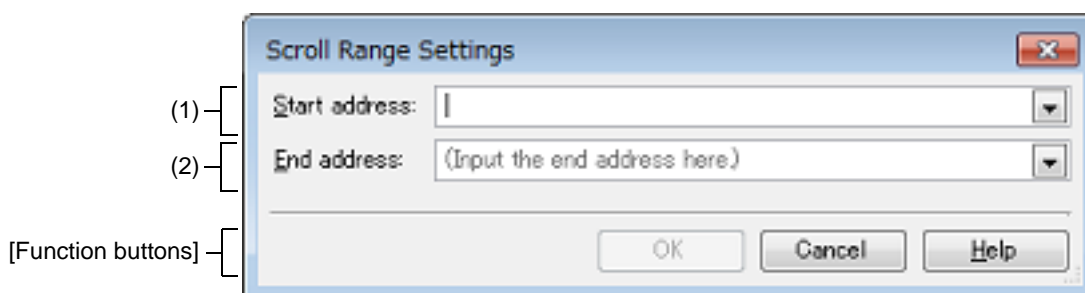 Scroll Range Settings
(1) Start address:
(2) End address: (Input the end address here.)
[Function buttons] OK Cancel Help